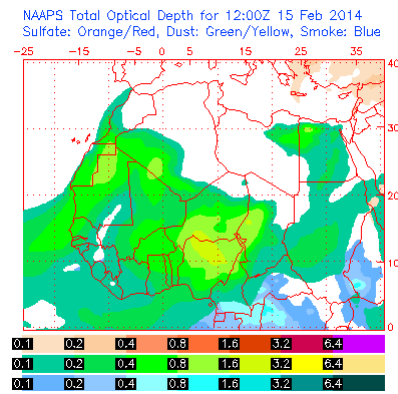 NAAPS Total Optical Depth for 12:00Z 15 Feb 2014
Sulfate: Orange/Red, Dust: Green/Yellow, Smoke: Blue
-25 -15 -10 -5 0 5 15 25 35
40
30
20
10
0
0.1 0.2 0.4 0.8 1.6 3.2 6.4
0.1 0.2 0.4 0.8 1.6 3.2 6.4
0.1 0.2 0.4 0.8 1.6 3.2 6.4